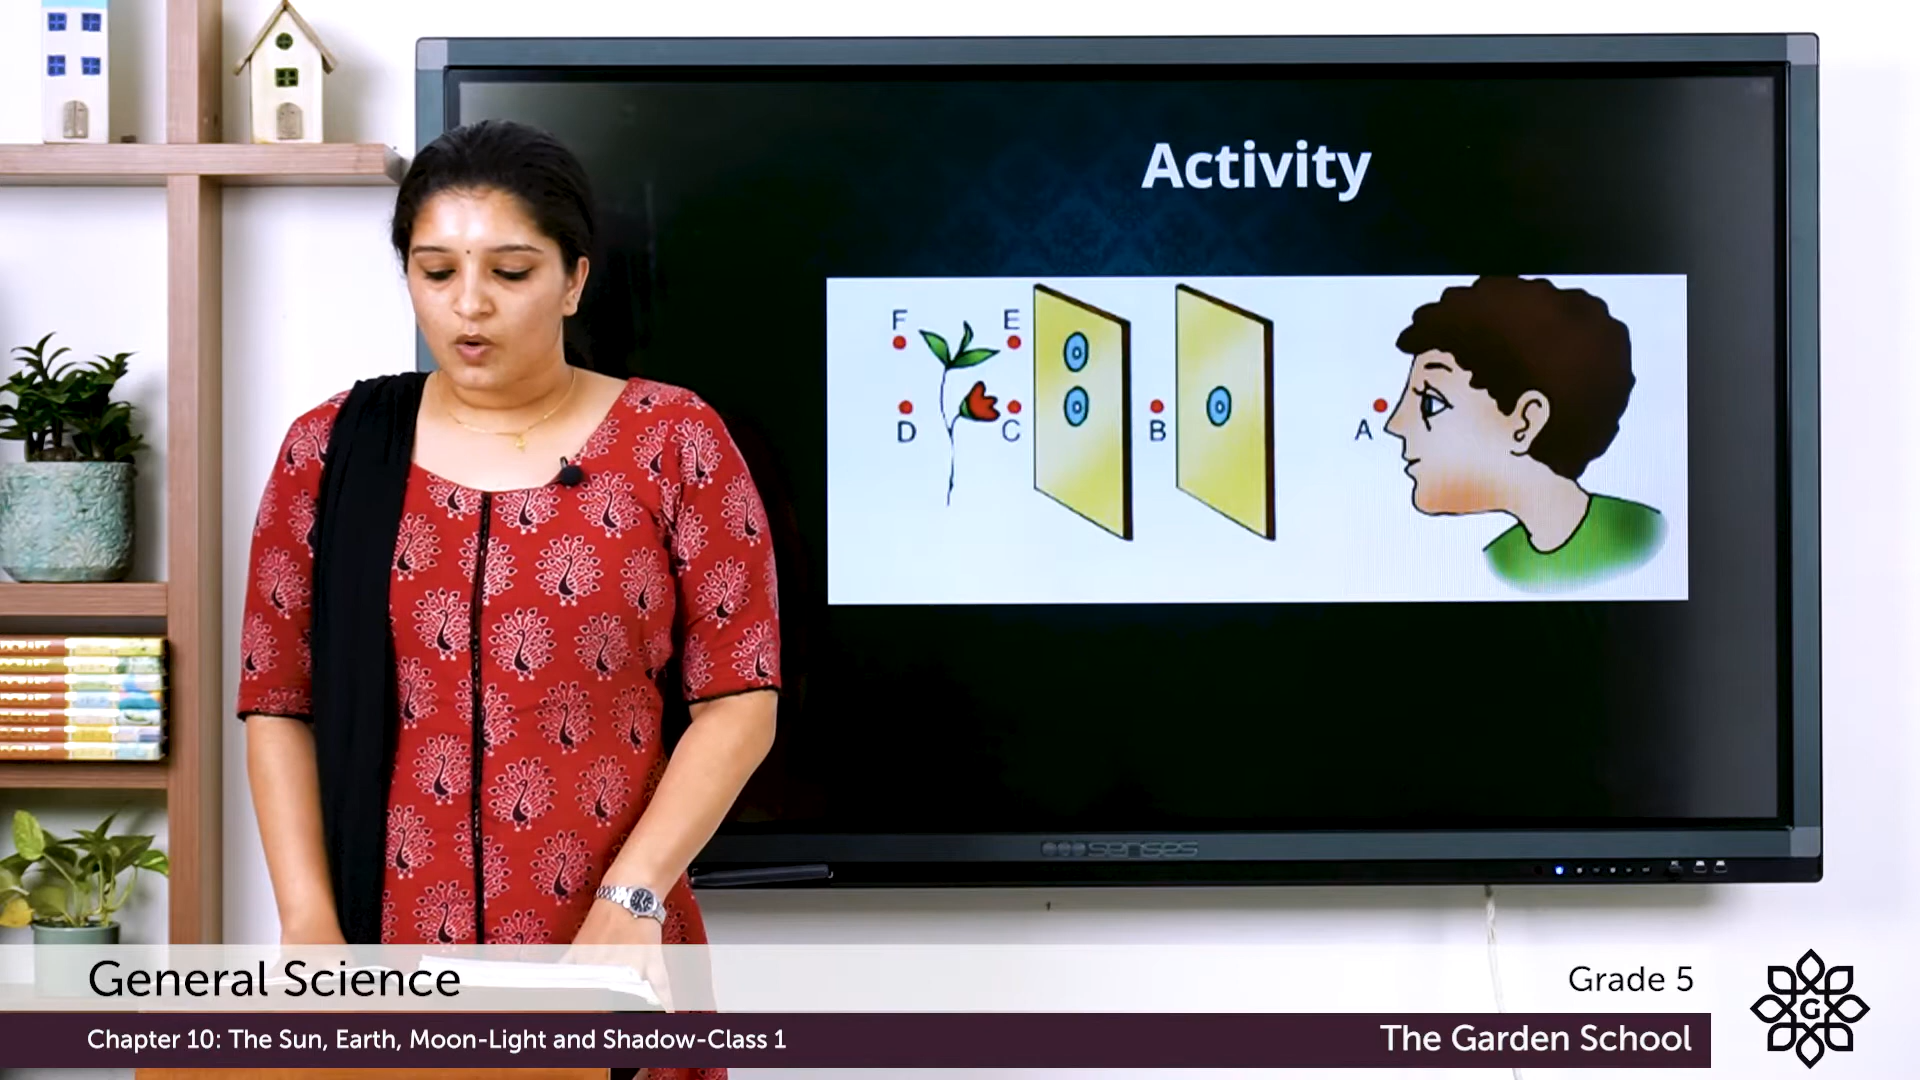 Activity
F
E
D
C
B
A
senses
General Science
Grade 5
Chapter 10: The Sun, Earth, Moon-Light and Shadow-Class 1
The Garden School
G